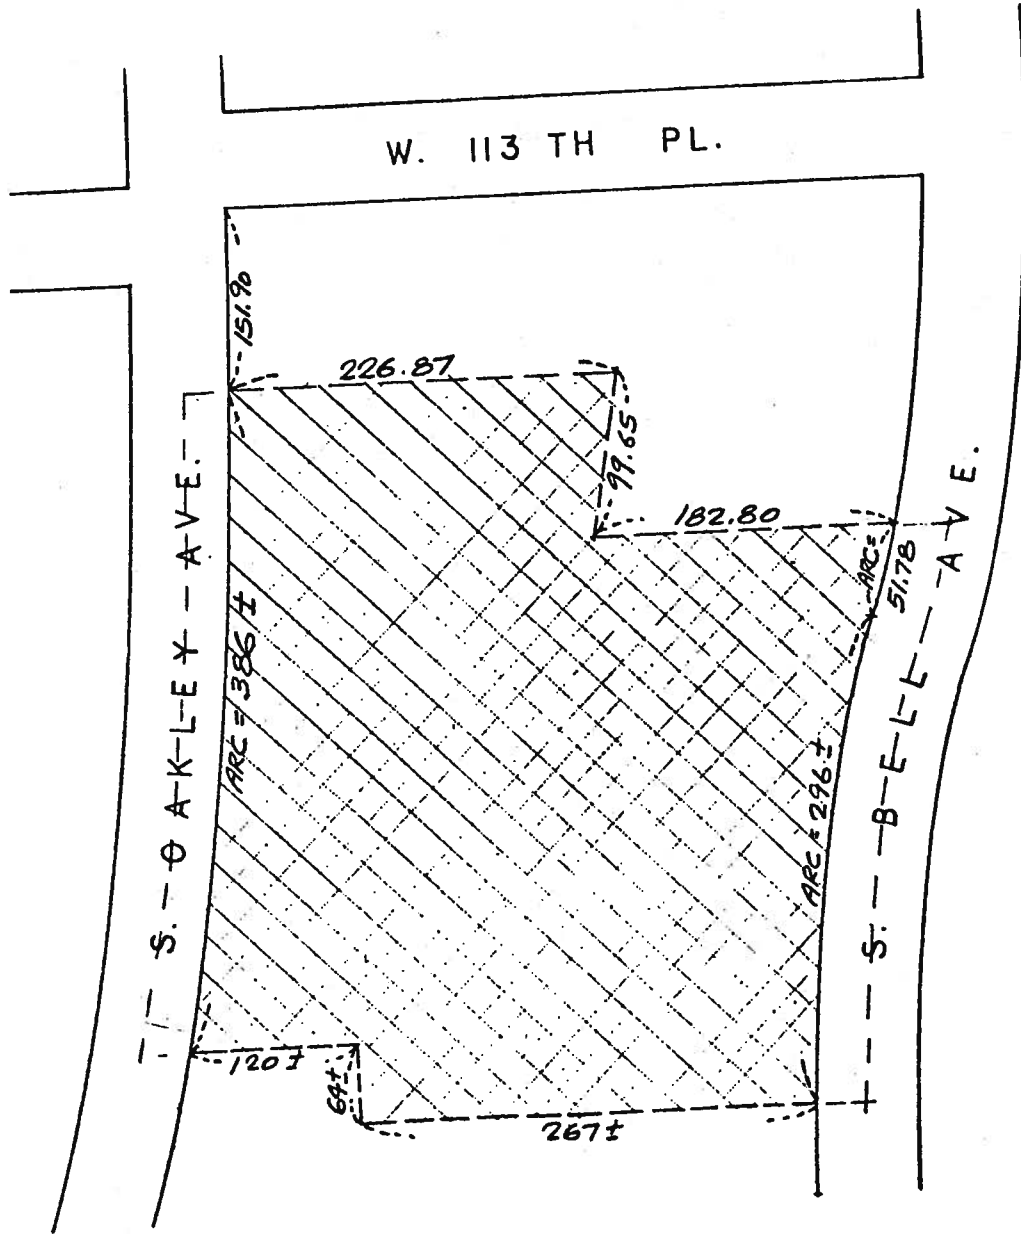 W. 113 TH PL.
151.90
226.87
99.65
182.80
ARC =
51.78
S. OAKLEY AVE.
ARC = 386 ±
S. BELL AVE.
ARC = 296 ±
120 ±
64 ±
267 ±